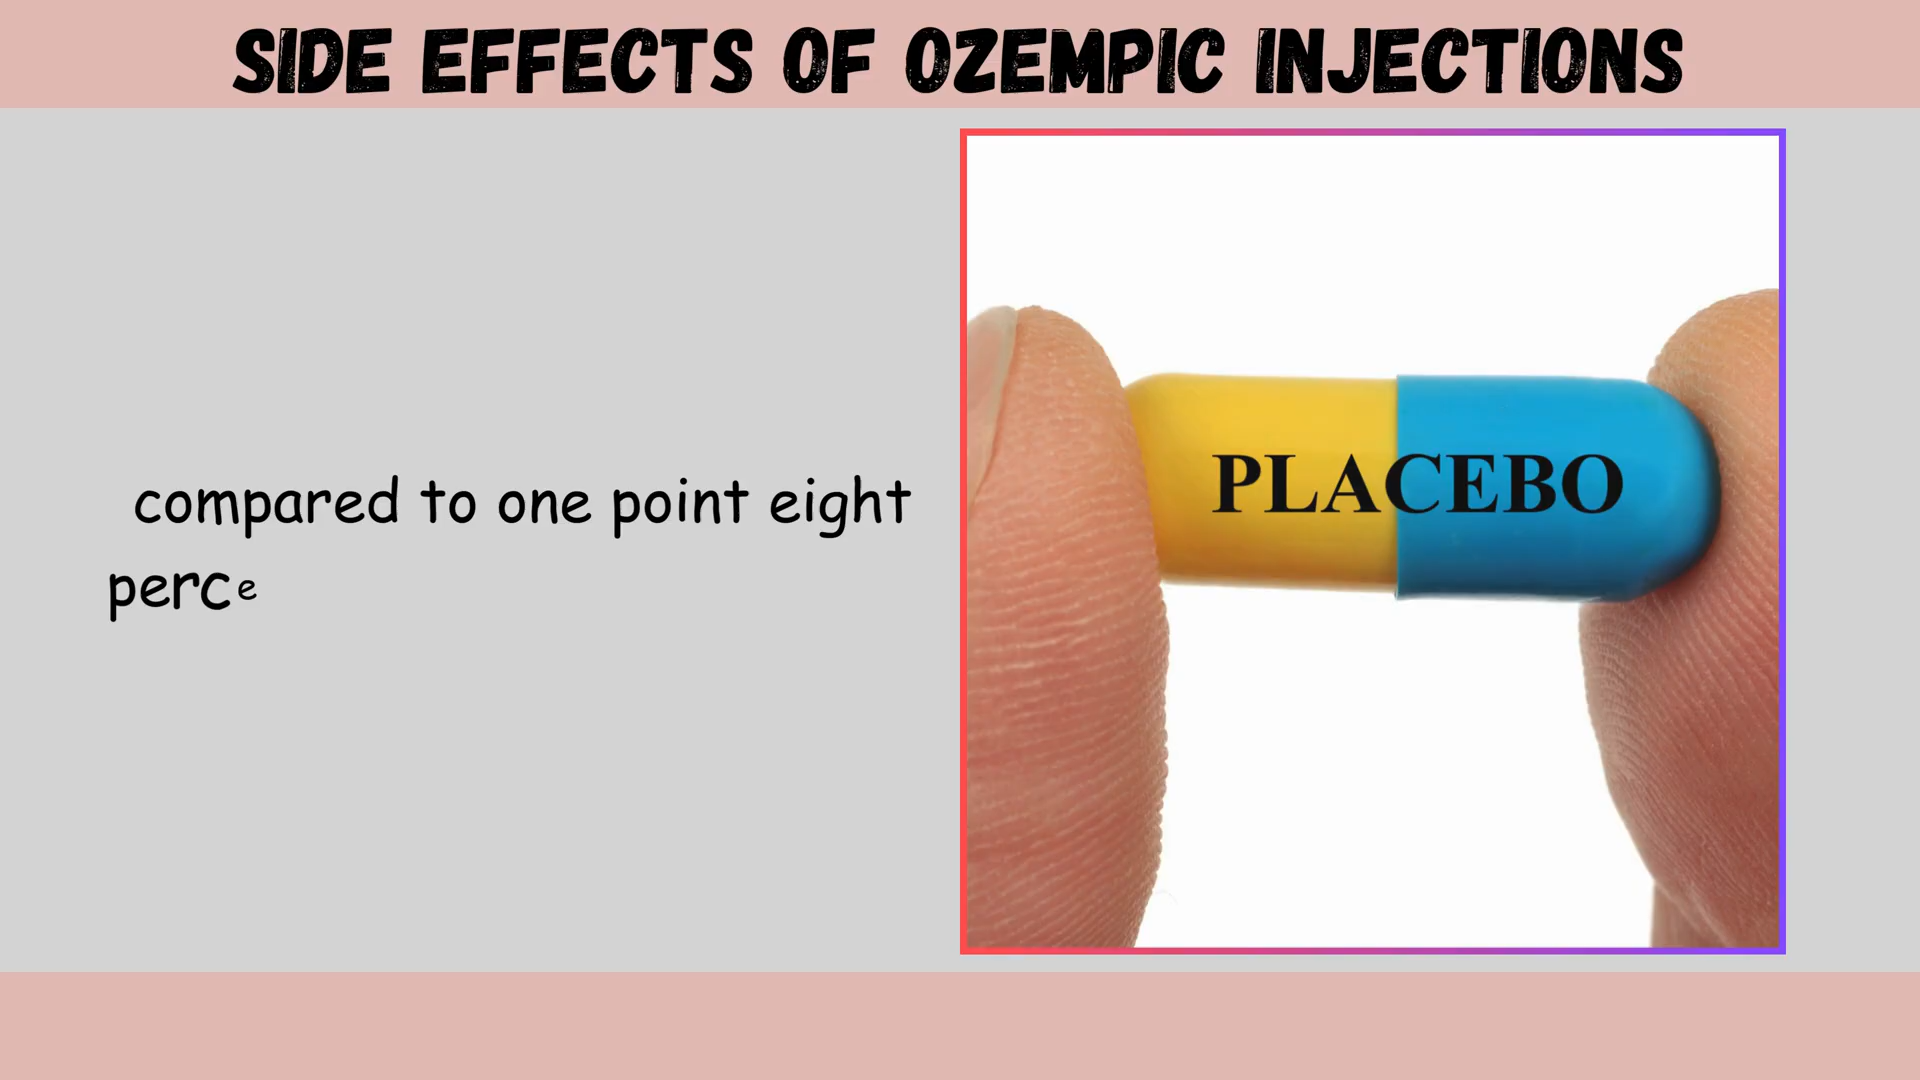 SIDE EFFECTS OF OZEMPIC INJECTIONS
compared to one point eight
perce
PLACEBO